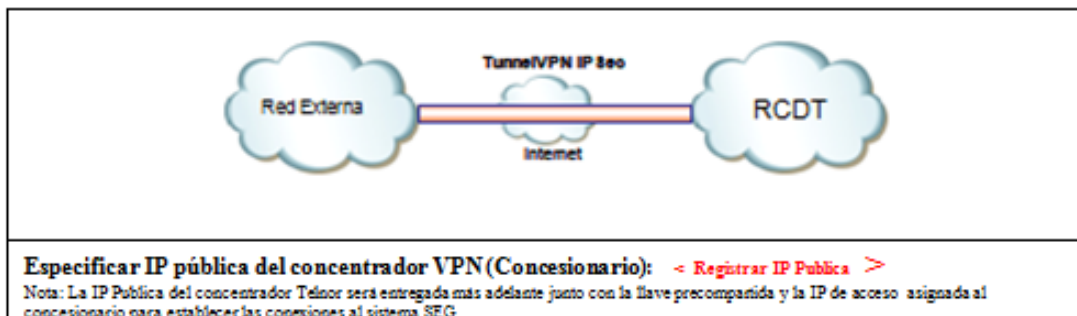 TunnelVPN IP Sec
Red Externa
RCDT
Internet
Especificar IP pública del concentrador VPN (Concesionario): < Registrar IP Publica >
Nota: La IP Publica del concentrador Telnor será entregada más adelante junto con la llave precompartida y la IP de acceso asignada al
concesionario para establecer las conexiones al sistema SEG